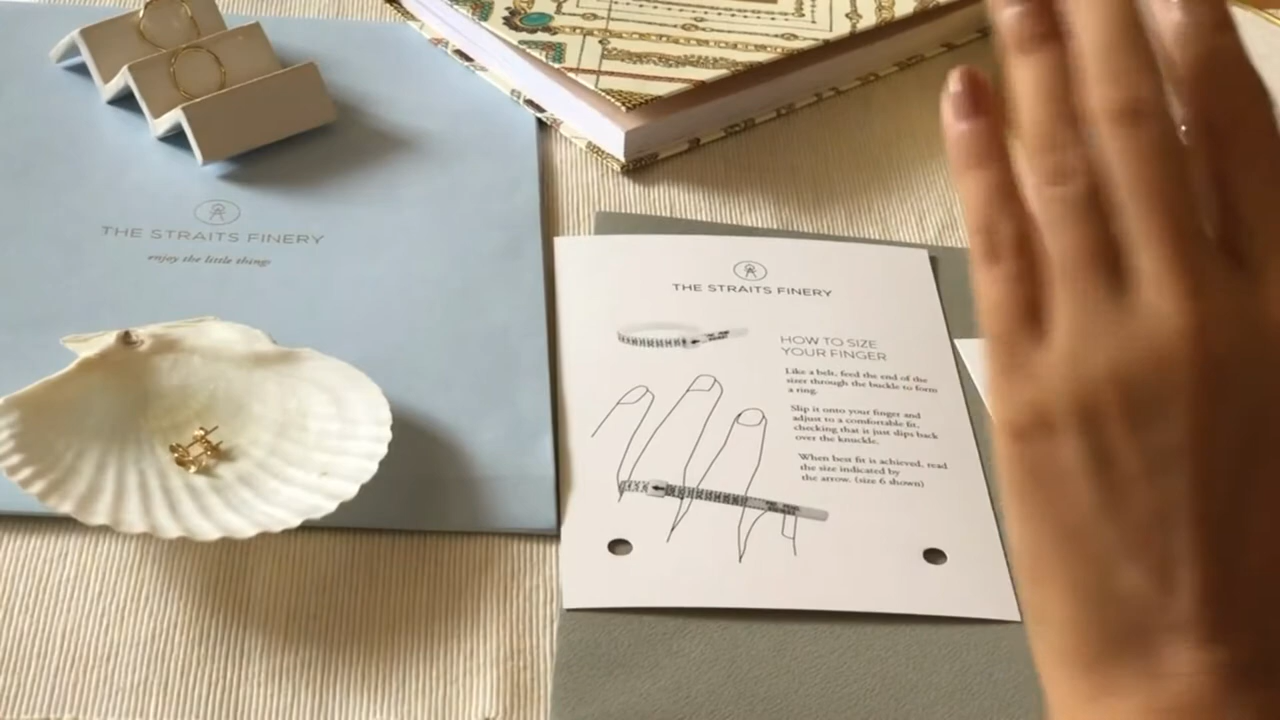 THE STRAITS FINERY
enjoy the little things
THE STRAITS FINERY
HOW TO SIZE
YOUR FINGER
Like a belt, feed the end of the
sizer through the buckle to form
a ring.
Slip it onto your finger and
adjust to a comfortable fit,
checking that it just slips back
over the knuckle.
When best fit is achieved, read
the size indicated by
the arrow. (size 6 shown)